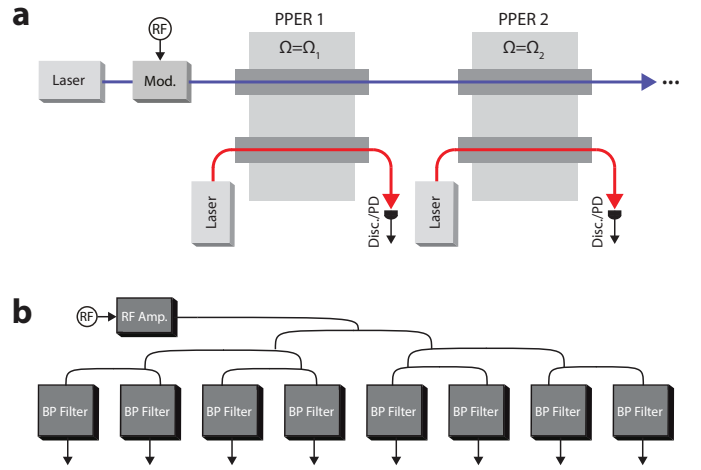 a
PPER 1
PPER 2
RF
Ω=Ω₁
Ω=Ω₂
Laser
Mod.
...
Laser
Disc./PD
Laser
Disc./PD
b
RF
RF Amp.
BP Filter
BP Filter
BP Filter
BP Filter
BP Filter
BP Filter
BP Filter
BP Filter